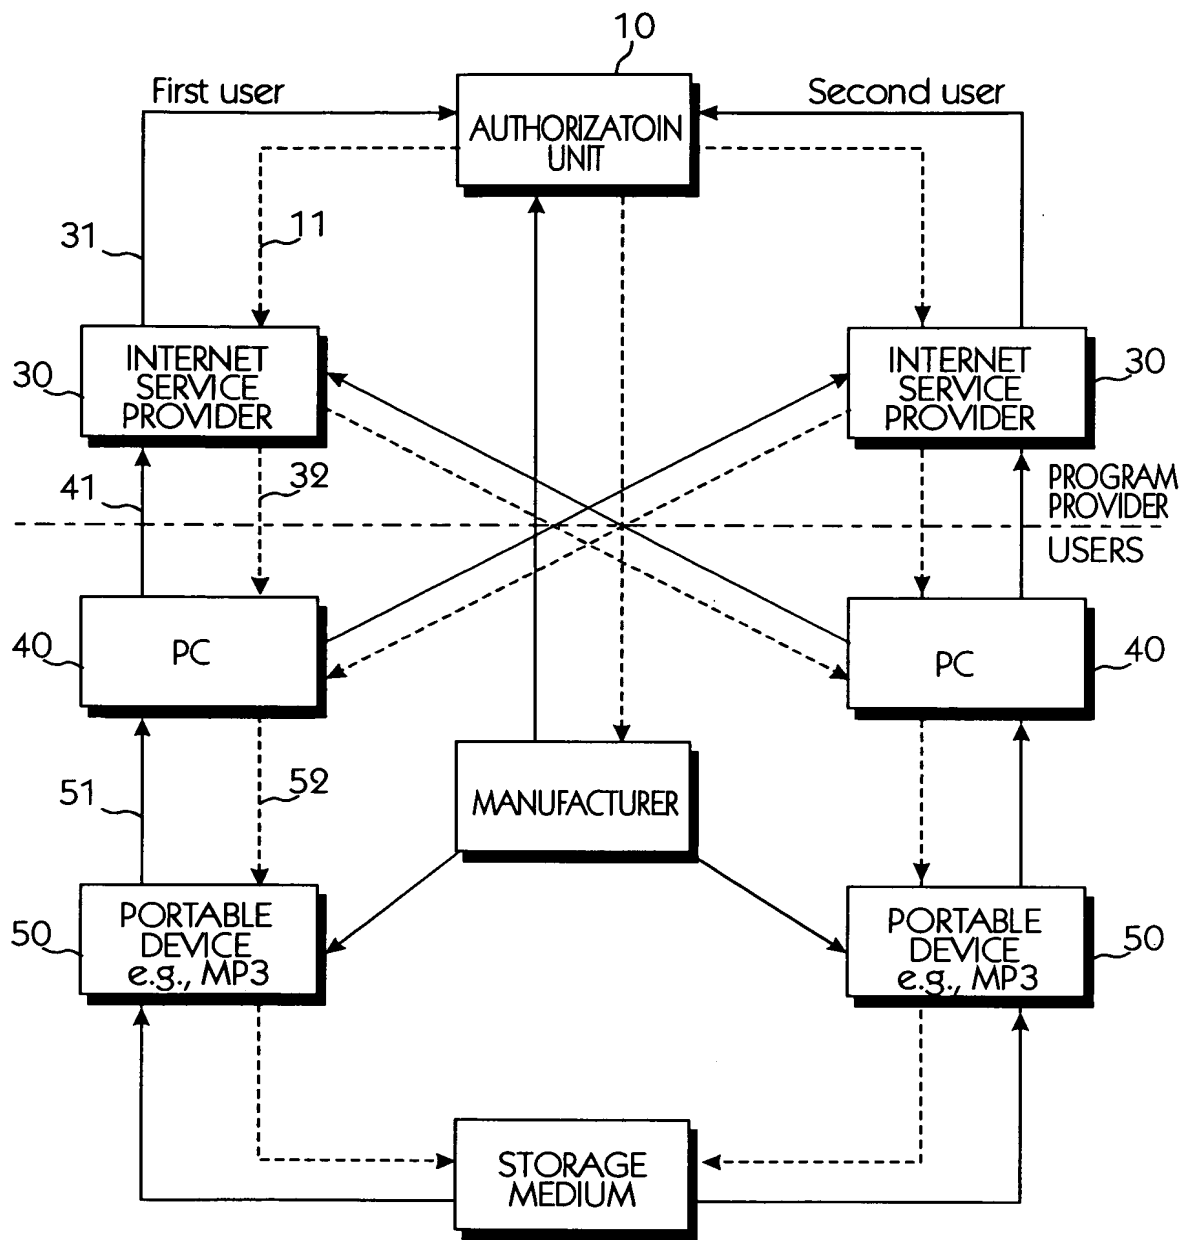 10
First user
Second user
AUTHORIZATOIN
UNIT
31
11
INTERNET
SERVICE
PROVIDER
30
INTERNET
SERVICE
PROVIDER
30
41
32
PROGRAM
PROVIDER
USERS
PC
40
PC
40
51
52
MANUFACTURER
PORTABLE
DEVICE
e.g., MP3
50
PORTABLE
DEVICE
e.g., MP3
50
STORAGE
MEDIUM